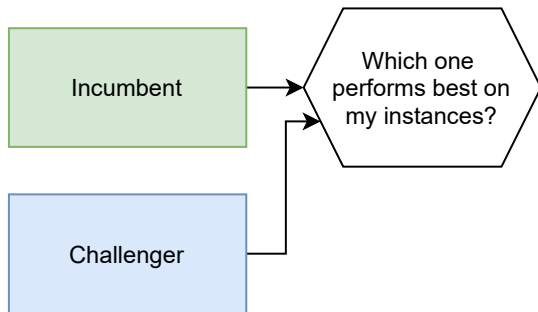 Incumbent
Which one
performs best on
my instances?
Challenger